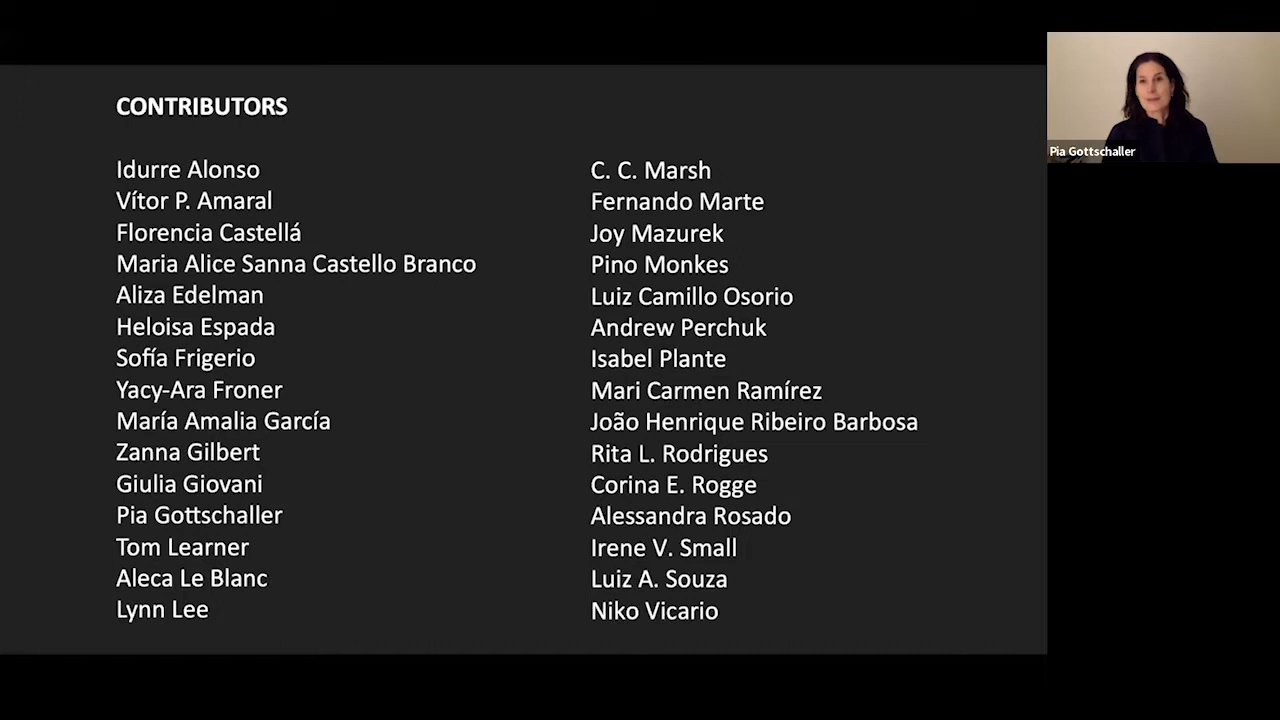 CONTRIBUTORS
Idurre Alonso
Vítor P. Amaral
Florencia Castellá
Maria Alice Sanna Castello Branco
Aliza Edelman
Heloisa Espada
Sofía Frigerio
Yacy-Ara Froner
María Amalia García
Zanna Gilbert
Giulia Giovani
Pia Gottschaller
Tom Learner
Aleca Le Blanc
Lynn Lee
C. C. Marsh
Fernando Marte
Joy Mazurek
Pino Monkes
Luiz Camillo Osorio
Andrew Perchuk
Isabel Plante
Mari Carmen Ramírez
João Henrique Ribeiro Barbosa
Rita L. Rodrigues
Corina E. Rogge
Alessandra Rosado
Irene V. Small
Luiz A. Souza
Niko Vicario
Pia Gottschaller